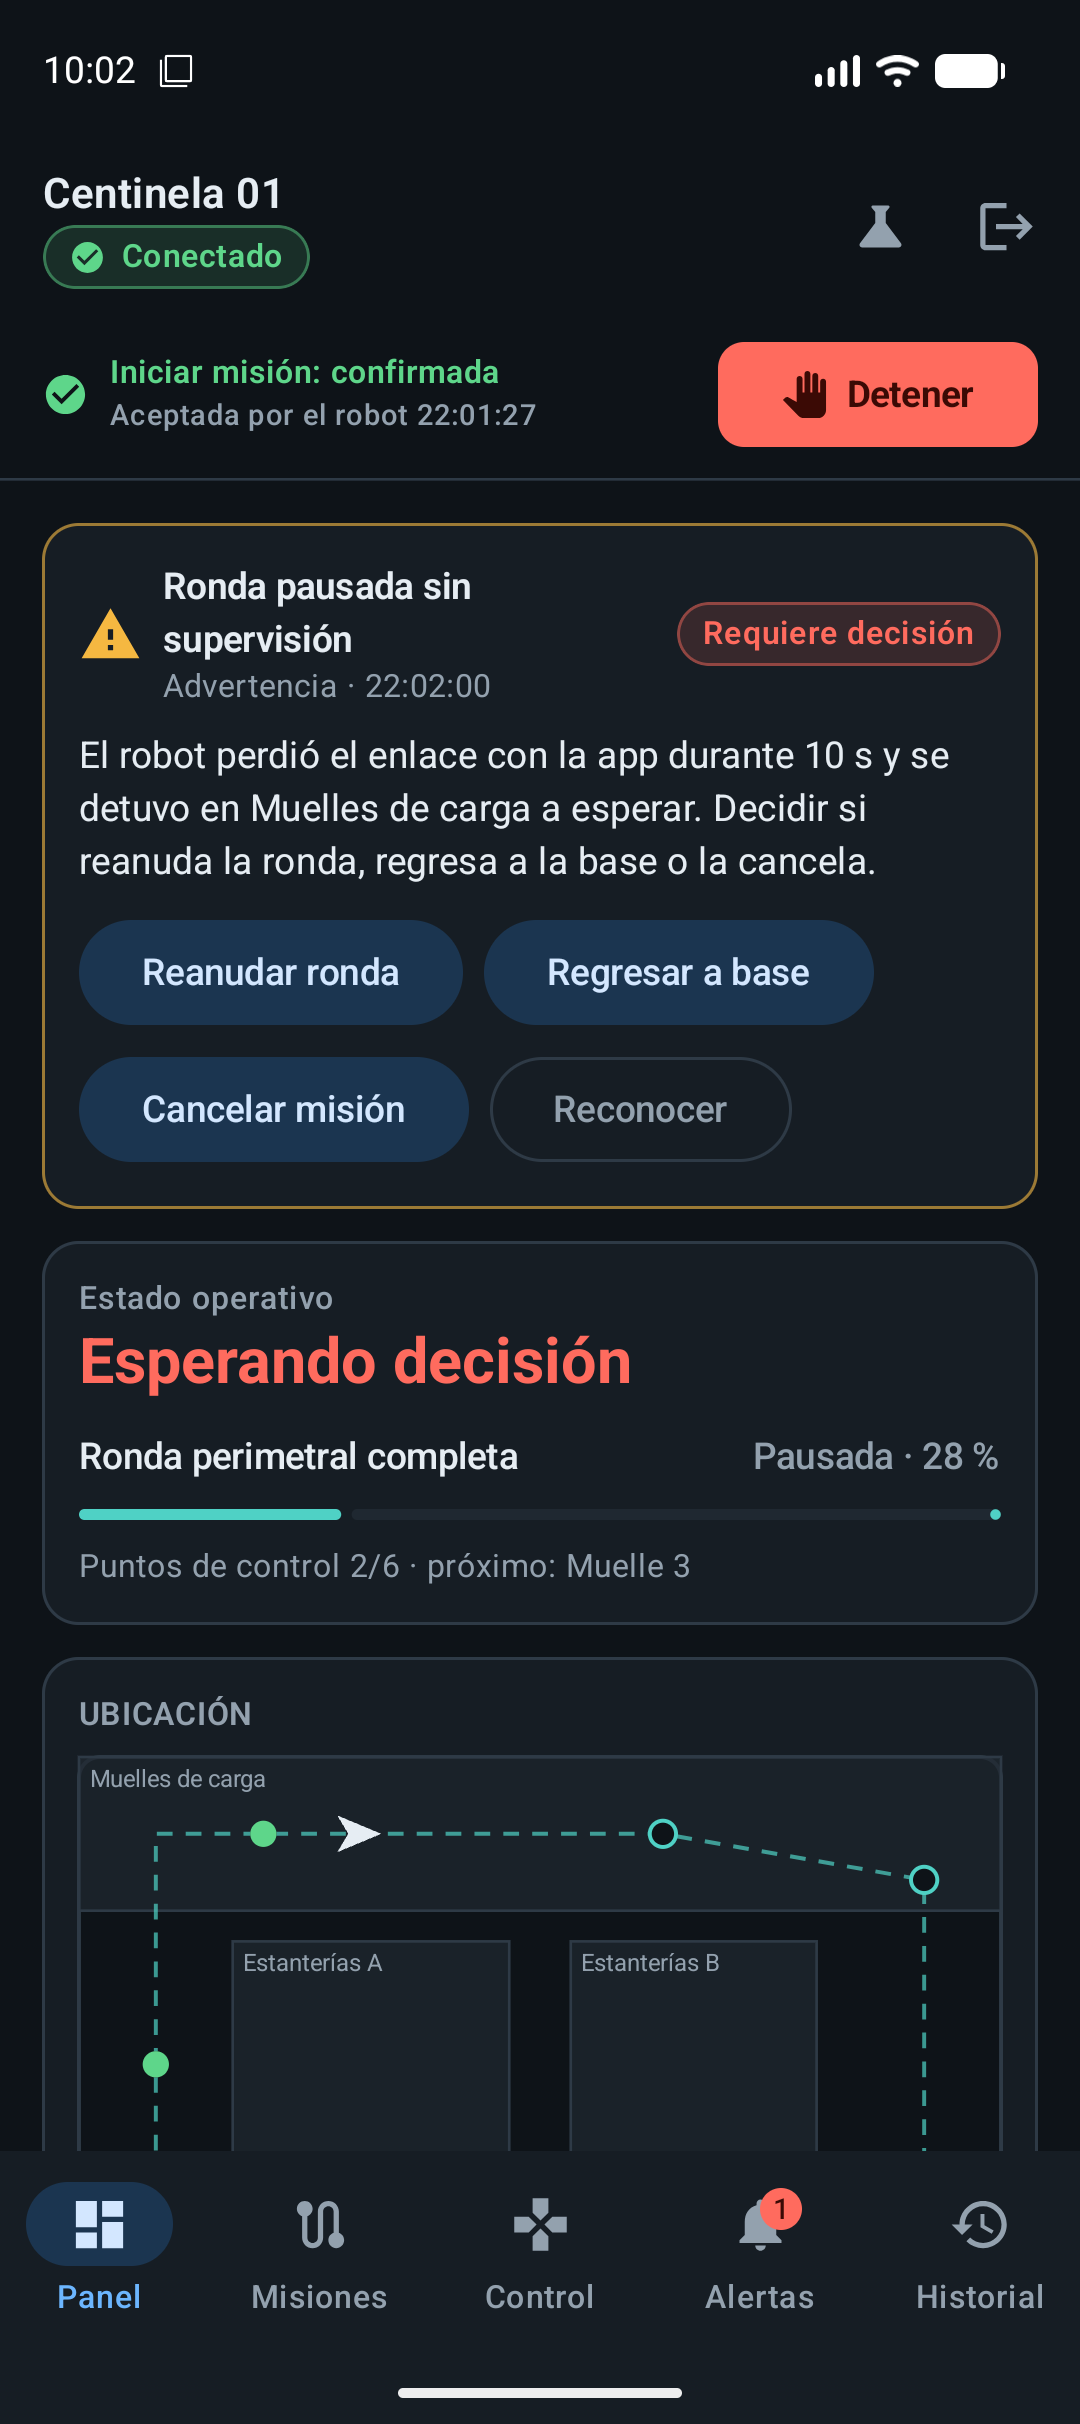 10:02
Centinela 01
Conectado
Iniciar misión: confirmada
Aceptada por el robot 22:01:27
Detener
Ronda pausada sin
supervisión
Advertencia · 22:02:00
Requiere decisión
El robot perdió el enlace con la app durante 10 s y se
detuvo en Muelles de carga a esperar. Decidir si
reanuda la ronda, regresa a la base o la cancela.
Reanudar ronda
Regresar a base
Cancelar misión
Reconocer
Estado operativo
Esperando decisión
Ronda perimetral completa
Pausada · 28 %
Puntos de control 2/6 · próximo: Muelle 3
UBICACIÓN
Muelles de carga
Estanterías A
Estanterías B
1
Panel
Misiones
Control
Alertas
Historial